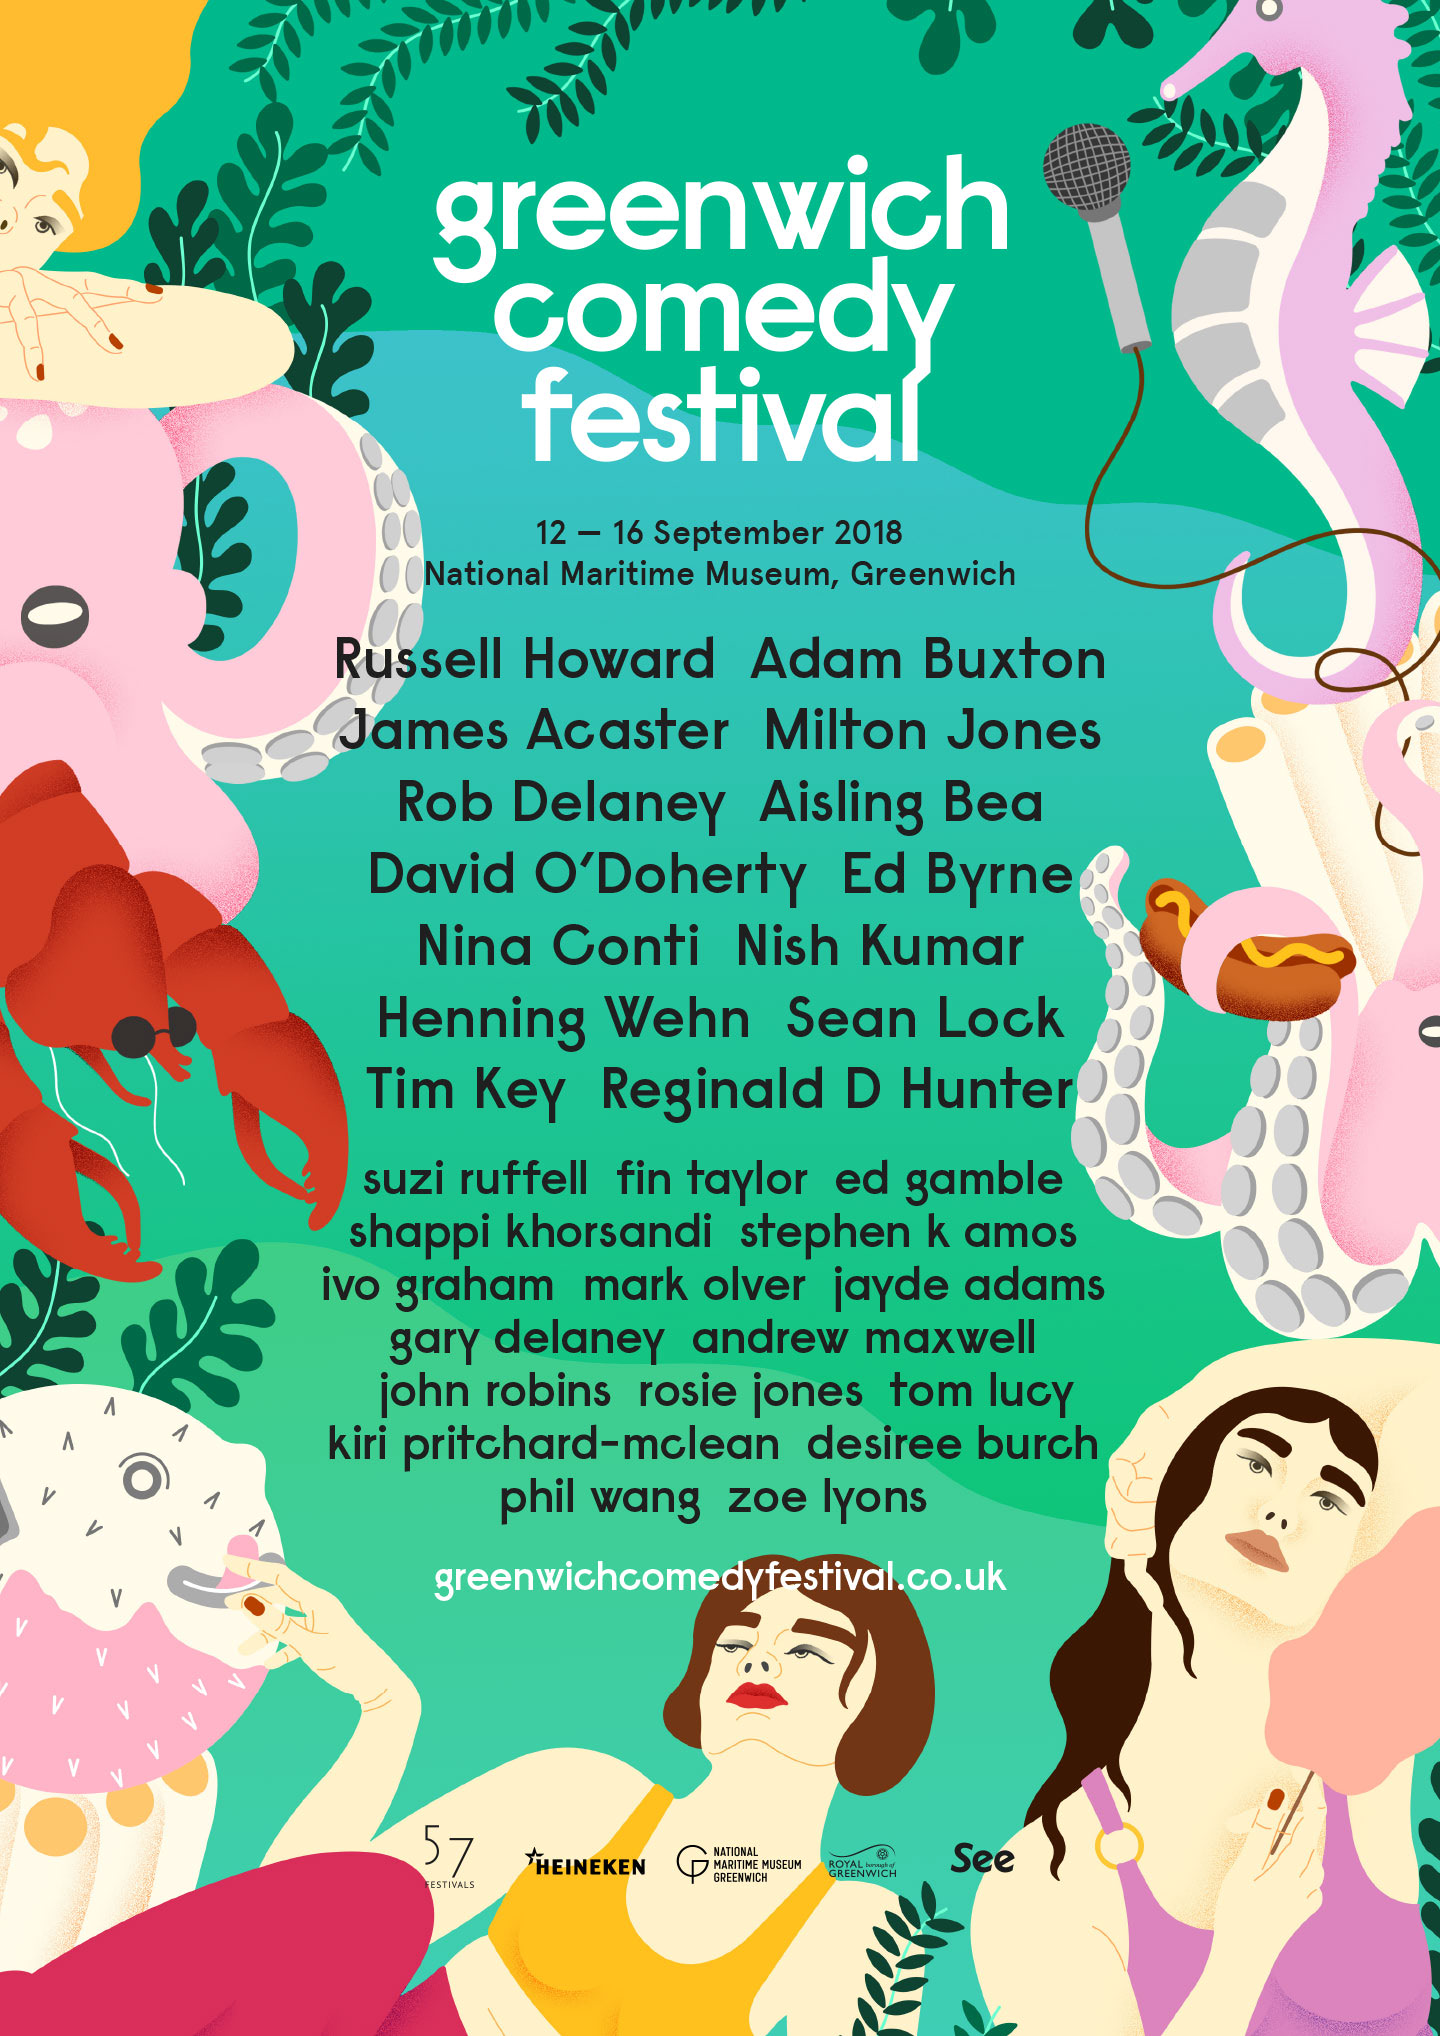 greenwich
comedy
festival
12 — 16 September 2018
National Maritime Museum, Greenwich
Russell Howard Adam Buxton
James Acaster Milton Jones
Rob Delaney Aisling Bea
David O’Doherty Ed Byrne
Nina Conti Nish Kumar
Henning Wehn Sean Lock
Tim Key Reginald D Hunter
suzi ruffell fin taylor ed gamble
shappi khorsandi stephen k amos
ivo graham mark olver jayde adams
gary delaney andrew maxwell
john robins rosie jones tom lucy
kiri pritchard-mclean desiree burch
phil wang zoe lyons
greenwichcomedyfestival.co.uk
57
FESTIVALS
HEINEKEN
NATIONAL
MARITIME MUSEUM
GREENWICH
ROYAL borough of
GREENWICH
See